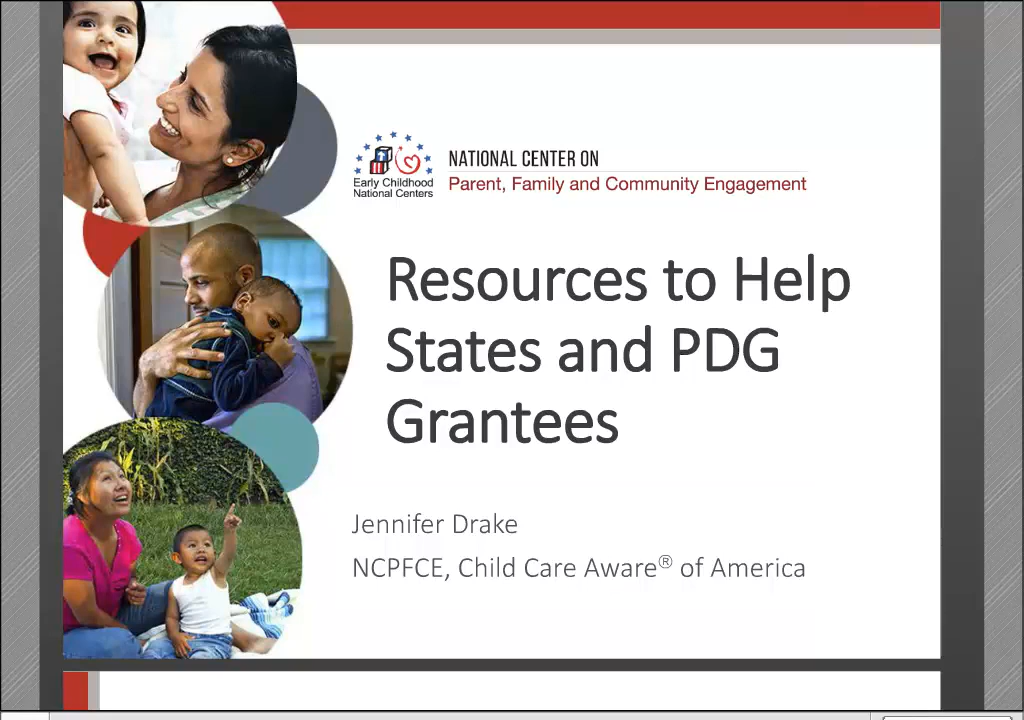 Early Childhood
National Centers
NATIONAL CENTER ON
Parent, Family and Community Engagement
Resources to Help
States and PDG
Grantees
Jennifer Drake
NCPFCE, Child Care Aware® of America